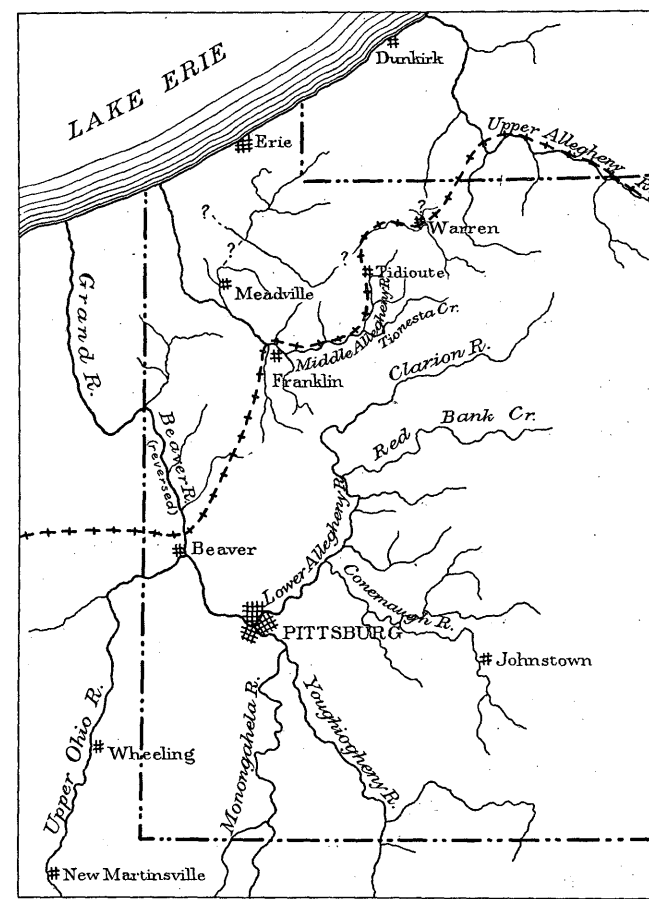 LAKE ERIE
Dunkirk
Erie
Upper Allegheny R.
?
Warren
?
?
?
Tidioute
Meadville
Grand R.
Middle Allegheny R.
Tionesta Cr.
Franklin
Clarion R.
Red Bank Cr.
Beaver R.
(reversed)
Beaver
Lower Allegheny R.
Conemaugh R.
PITTSBURG
Johnstown
Upper Ohio R.
Wheeling
Monongahela R.
Youghiogheny R.
New Martinsville